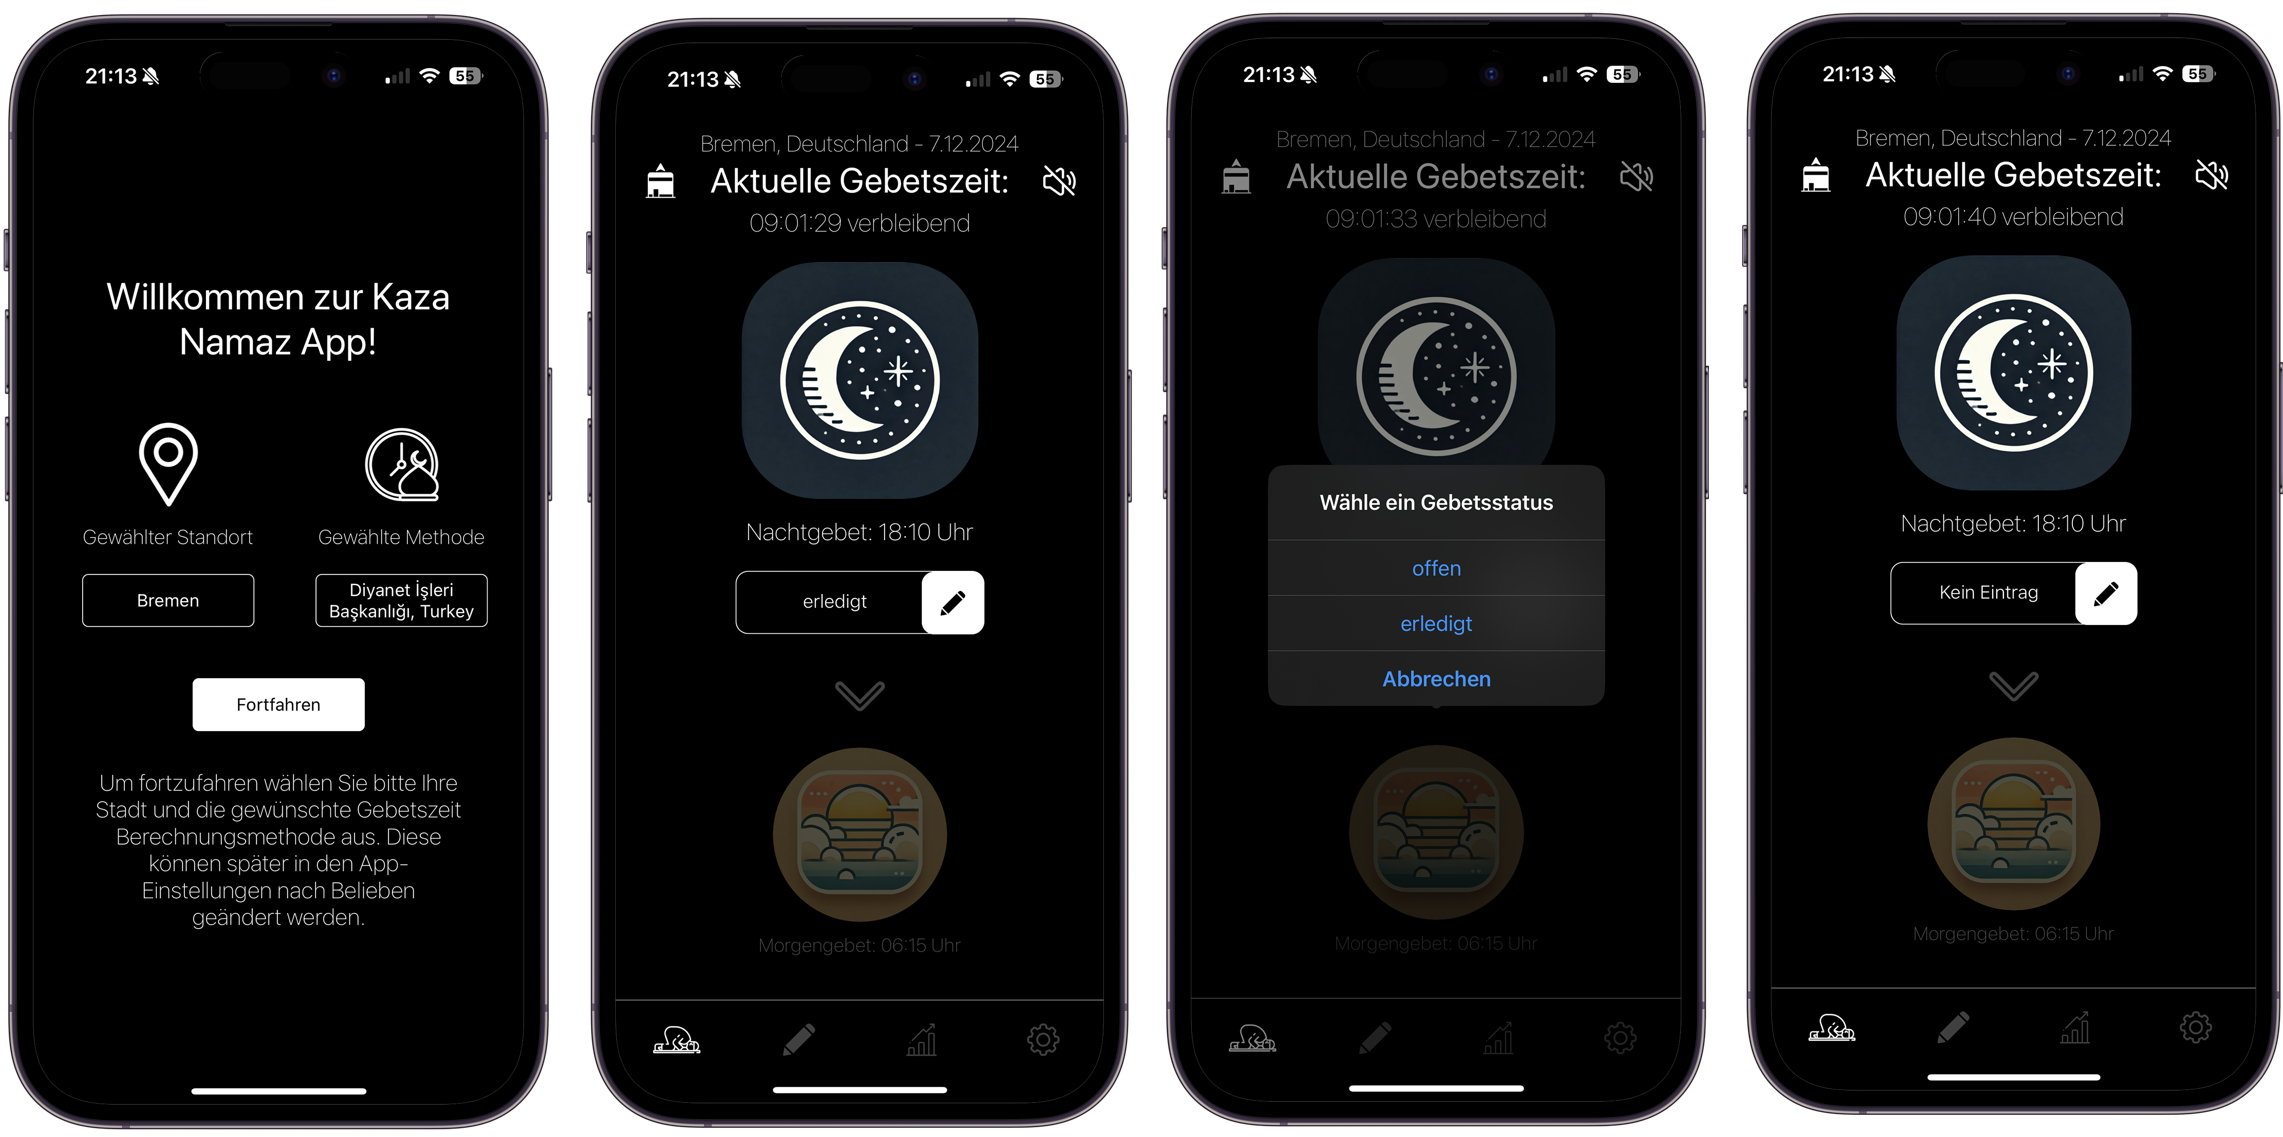 21:13
55
Willkommen zur Kaza
Namaz App!
Gewählter Standort
Gewählte Methode
Bremen
Diyanet İşleri
Başkanlığı, Turkey
Fortfahren
Um fortzufahren wählen Sie bitte Ihre
Stadt und die gewünschte Gebetszeit
Berechnungsmethode aus. Diese
können später in den App-
Einstellungen nach Belieben
geändert werden.
21:13
55
Bremen, Deutschland - 7.12.2024
Aktuelle Gebetszeit:
09:01:29 verbleibend
Nachtgebet: 18:10 Uhr
erledigt
Morgengebet: 06:15 Uhr
21:13
55
Bremen, Deutschland - 7.12.2024
Aktuelle Gebetszeit:
09:01:33 verbleibend
Wähle ein Gebetsstatus
offen
erledigt
Abbrechen
Morgengebet: 06:15 Uhr
21:13
55
Bremen, Deutschland - 7.12.2024
Aktuelle Gebetszeit:
09:01:40 verbleibend
Nachtgebet: 18:10 Uhr
Kein Eintrag
Morgengebet: 06:15 Uhr